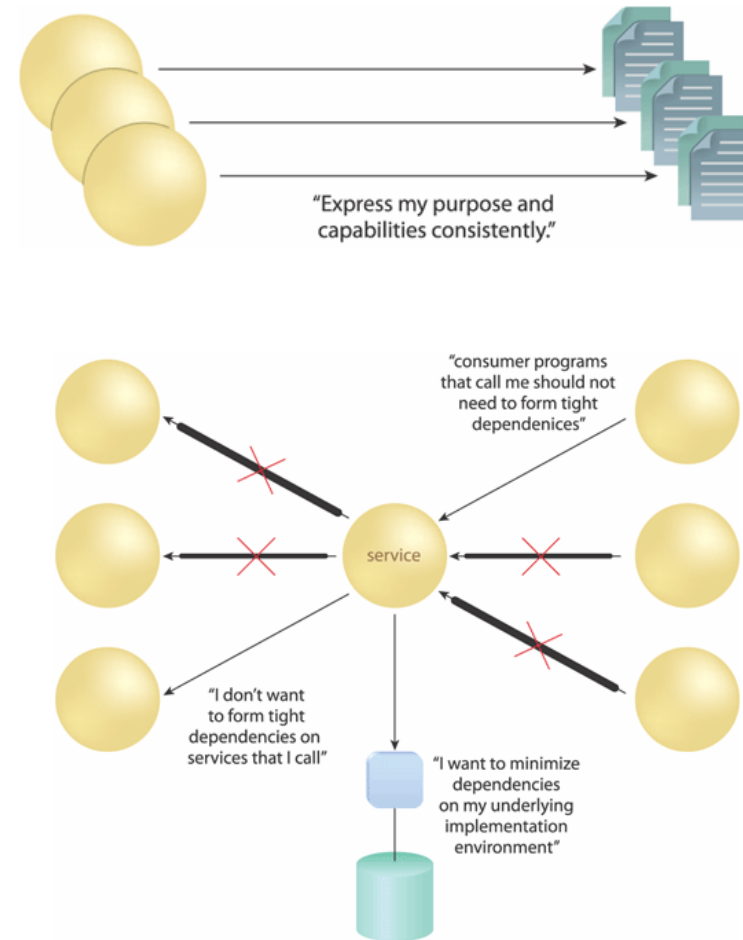 “Express my purpose and
capabilities consistently.”
“consumer programs
that call me should not
need to form tight
dependenices”
service
“I don’t want
to form tight
dependencies on
services that I call”
“I want to minimize
dependencies
on my underlying
implementation
environment”